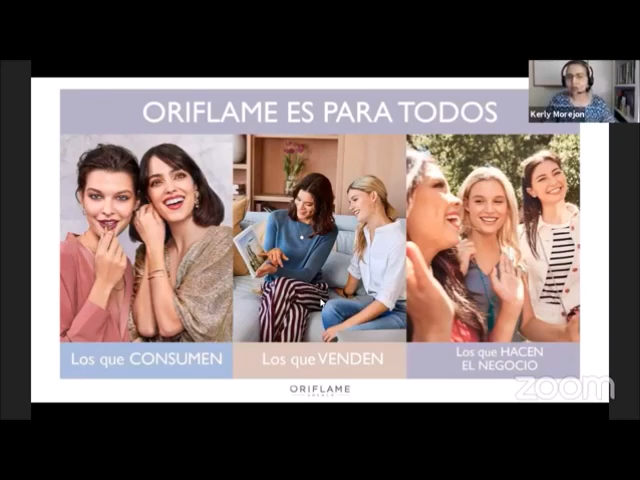 ORIFLAME ES PARA TODOS
Kerly Morejon
Los que CONSUMEN
Los que VENDEN
Los que HACEN
EL NEGOCIO
ORIFLAME
zoom